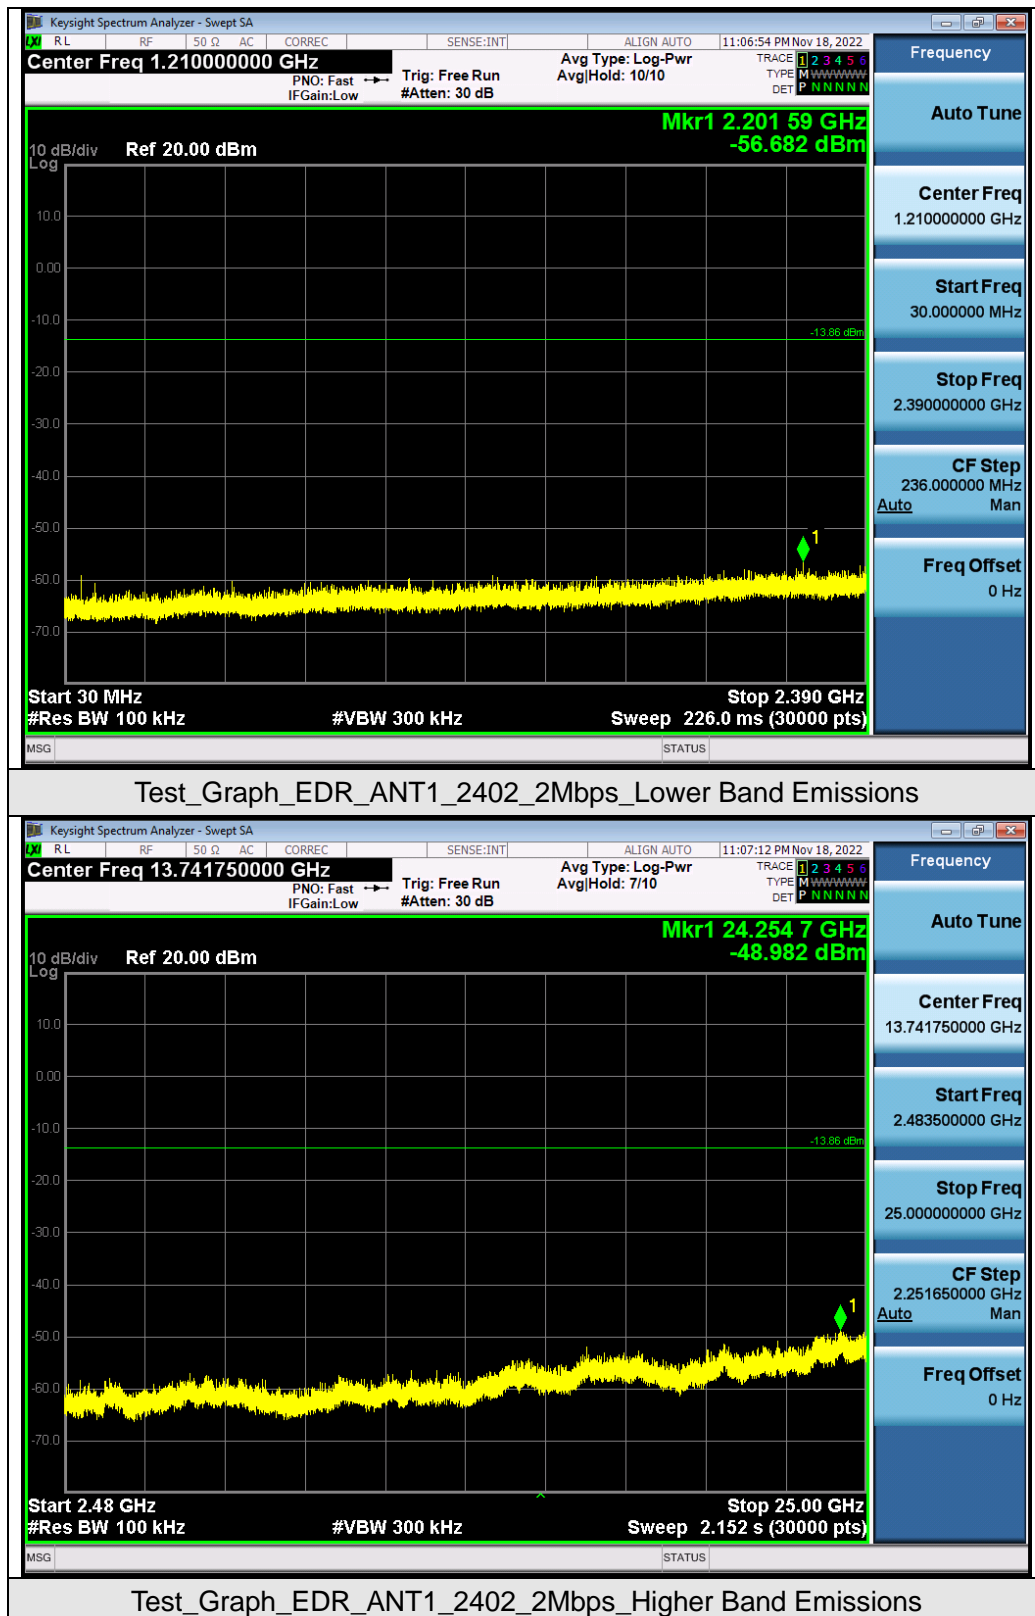 Keysight Spectrum Analyzer - Swept SA
LXI RL RF 50 Ω AC CORREC SENSE:INT ALIGN AUTO 11:06:54 PM Nov 18, 2022
Center Freq 1.210000000 GHz
PNO: Fast
IFGain:Low
Trig: Free Run
#Atten: 30 dB
Avg Type: Log-Pwr
Avg|Hold: 10/10
TRACE 1 2 3 4 5 6
TYPE M WWWWW
DET P N N N N N
Frequency
Mkr1 2.201 59 GHz
-56.682 dBm
10 dB/div Ref 20.00 dBm
Log
10.0
0.00
-10.0
-13.86 dBm
-20.0
-30.0
-40.0
-50.0
1
-60.0
-70.0
Start 30 MHz Stop 2.390 GHz
#Res BW 100 kHz #VBW 300 kHz Sweep 226.0 ms (30000 pts)
MSG STATUS
Auto Tune
Center Freq
1.210000000 GHz
Start Freq
30.000000 MHz
Stop Freq
2.390000000 GHz
CF Step
236.000000 MHz
Auto Man
Freq Offset
0 Hz
Test_Graph_EDR_ANT1_2402_2Mbps_Lower Band Emissions
Keysight Spectrum Analyzer - Swept SA
LXI RL RF 50 Ω AC CORREC SENSE:INT ALIGN AUTO 11:07:12 PM Nov 18, 2022
Center Freq 13.741750000 GHz
PNO: Fast
IFGain:Low
Trig: Free Run
#Atten: 30 dB
Avg Type: Log-Pwr
Avg|Hold: 7/10
TRACE 1 2 3 4 5 6
TYPE M WWWWW
DET P N N N N N
Frequency
Mkr1 24.254 7 GHz
-48.982 dBm
10 dB/div Ref 20.00 dBm
Log
10.0
0.00
-10.0
-13.86 dBm
-20.0
-30.0
-40.0
1
-50.0
-60.0
-70.0
Start 2.48 GHz Stop 25.00 GHz
#Res BW 100 kHz #VBW 300 kHz Sweep 2.152 s (30000 pts)
MSG STATUS
Auto Tune
Center Freq
13.741750000 GHz
Start Freq
2.483500000 GHz
Stop Freq
25.000000000 GHz
CF Step
2.251650000 GHz
Auto Man
Freq Offset
0 Hz
Test_Graph_EDR_ANT1_2402_2Mbps_Higher Band Emissions